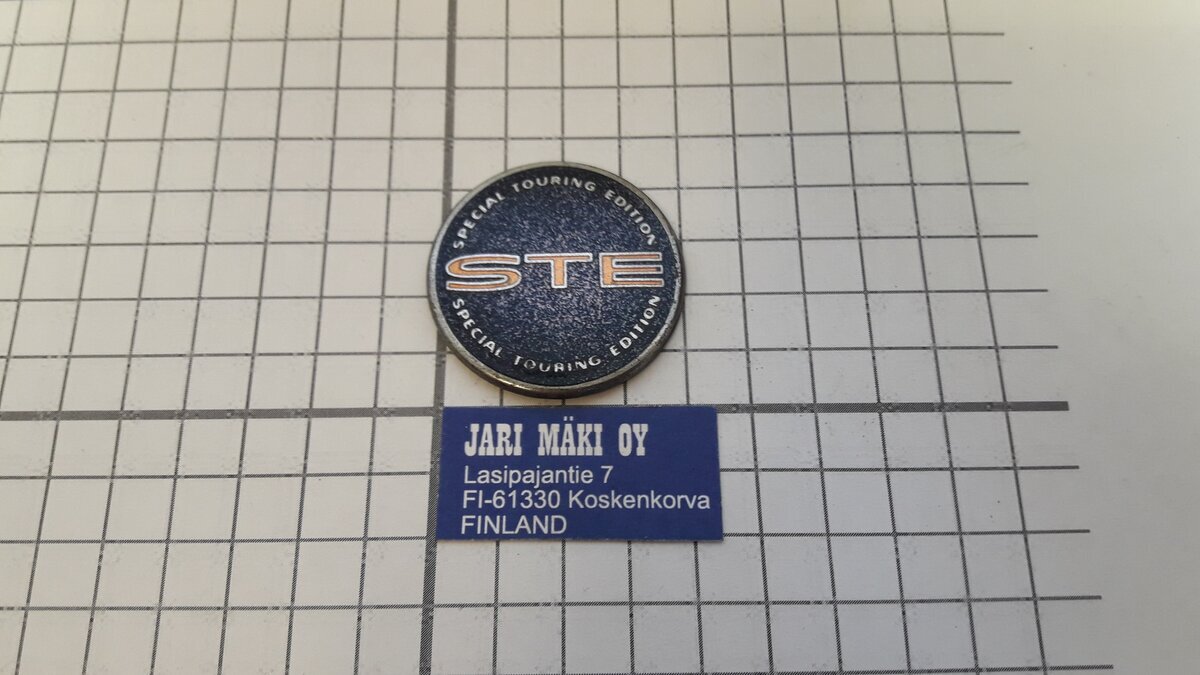 SPECIAL TOURING EDITION
STE
SPECIAL TOURING EDITION
JARI MÄKI OY
Lasipajantie 7
FI-61330 Koskenkorva
FINLAND